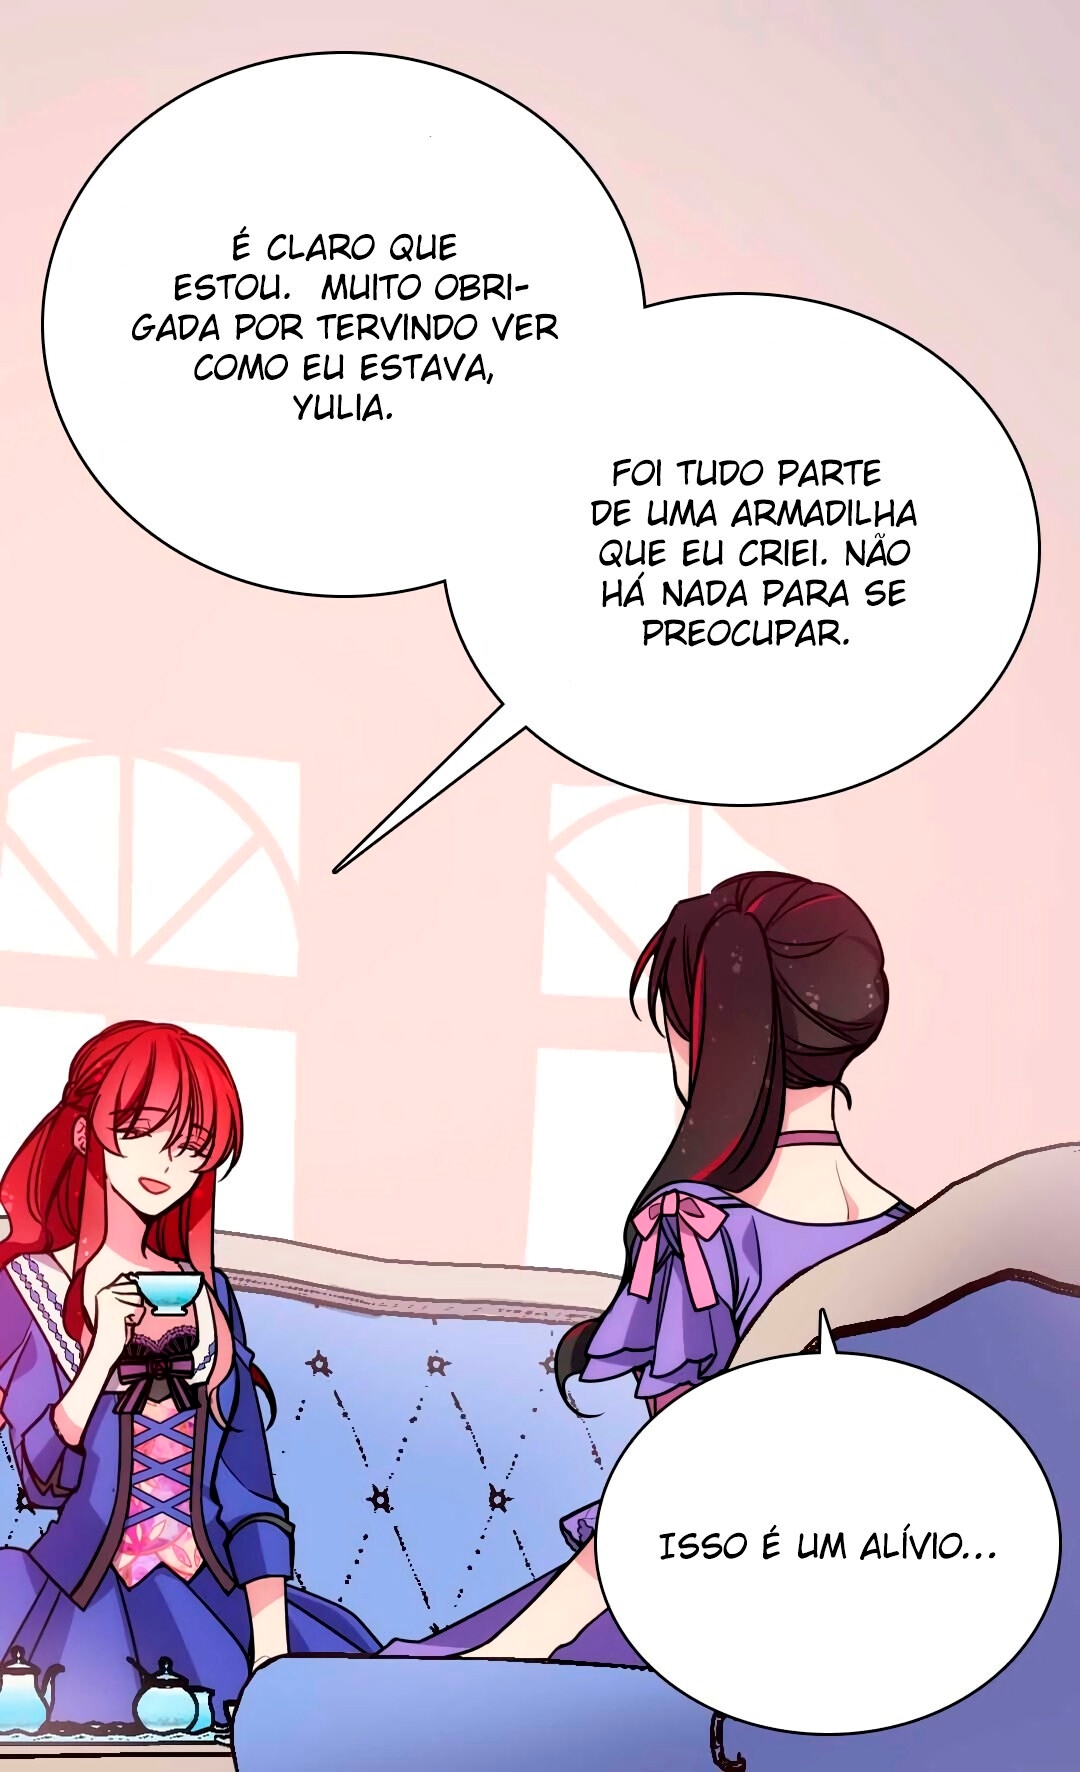 É CLARO QUE
ESTOU. MUITO OBRI-
GADA POR TERVINDO VER
COMO EU ESTAVA,
YULIA.
FOI TUDO PARTE
DE UMA ARMADILHA
QUE EU CRIEI. NÃO
HÁ NADA PARA SE
PREOCUPAR.
ISSO É UM ALÍVIO...